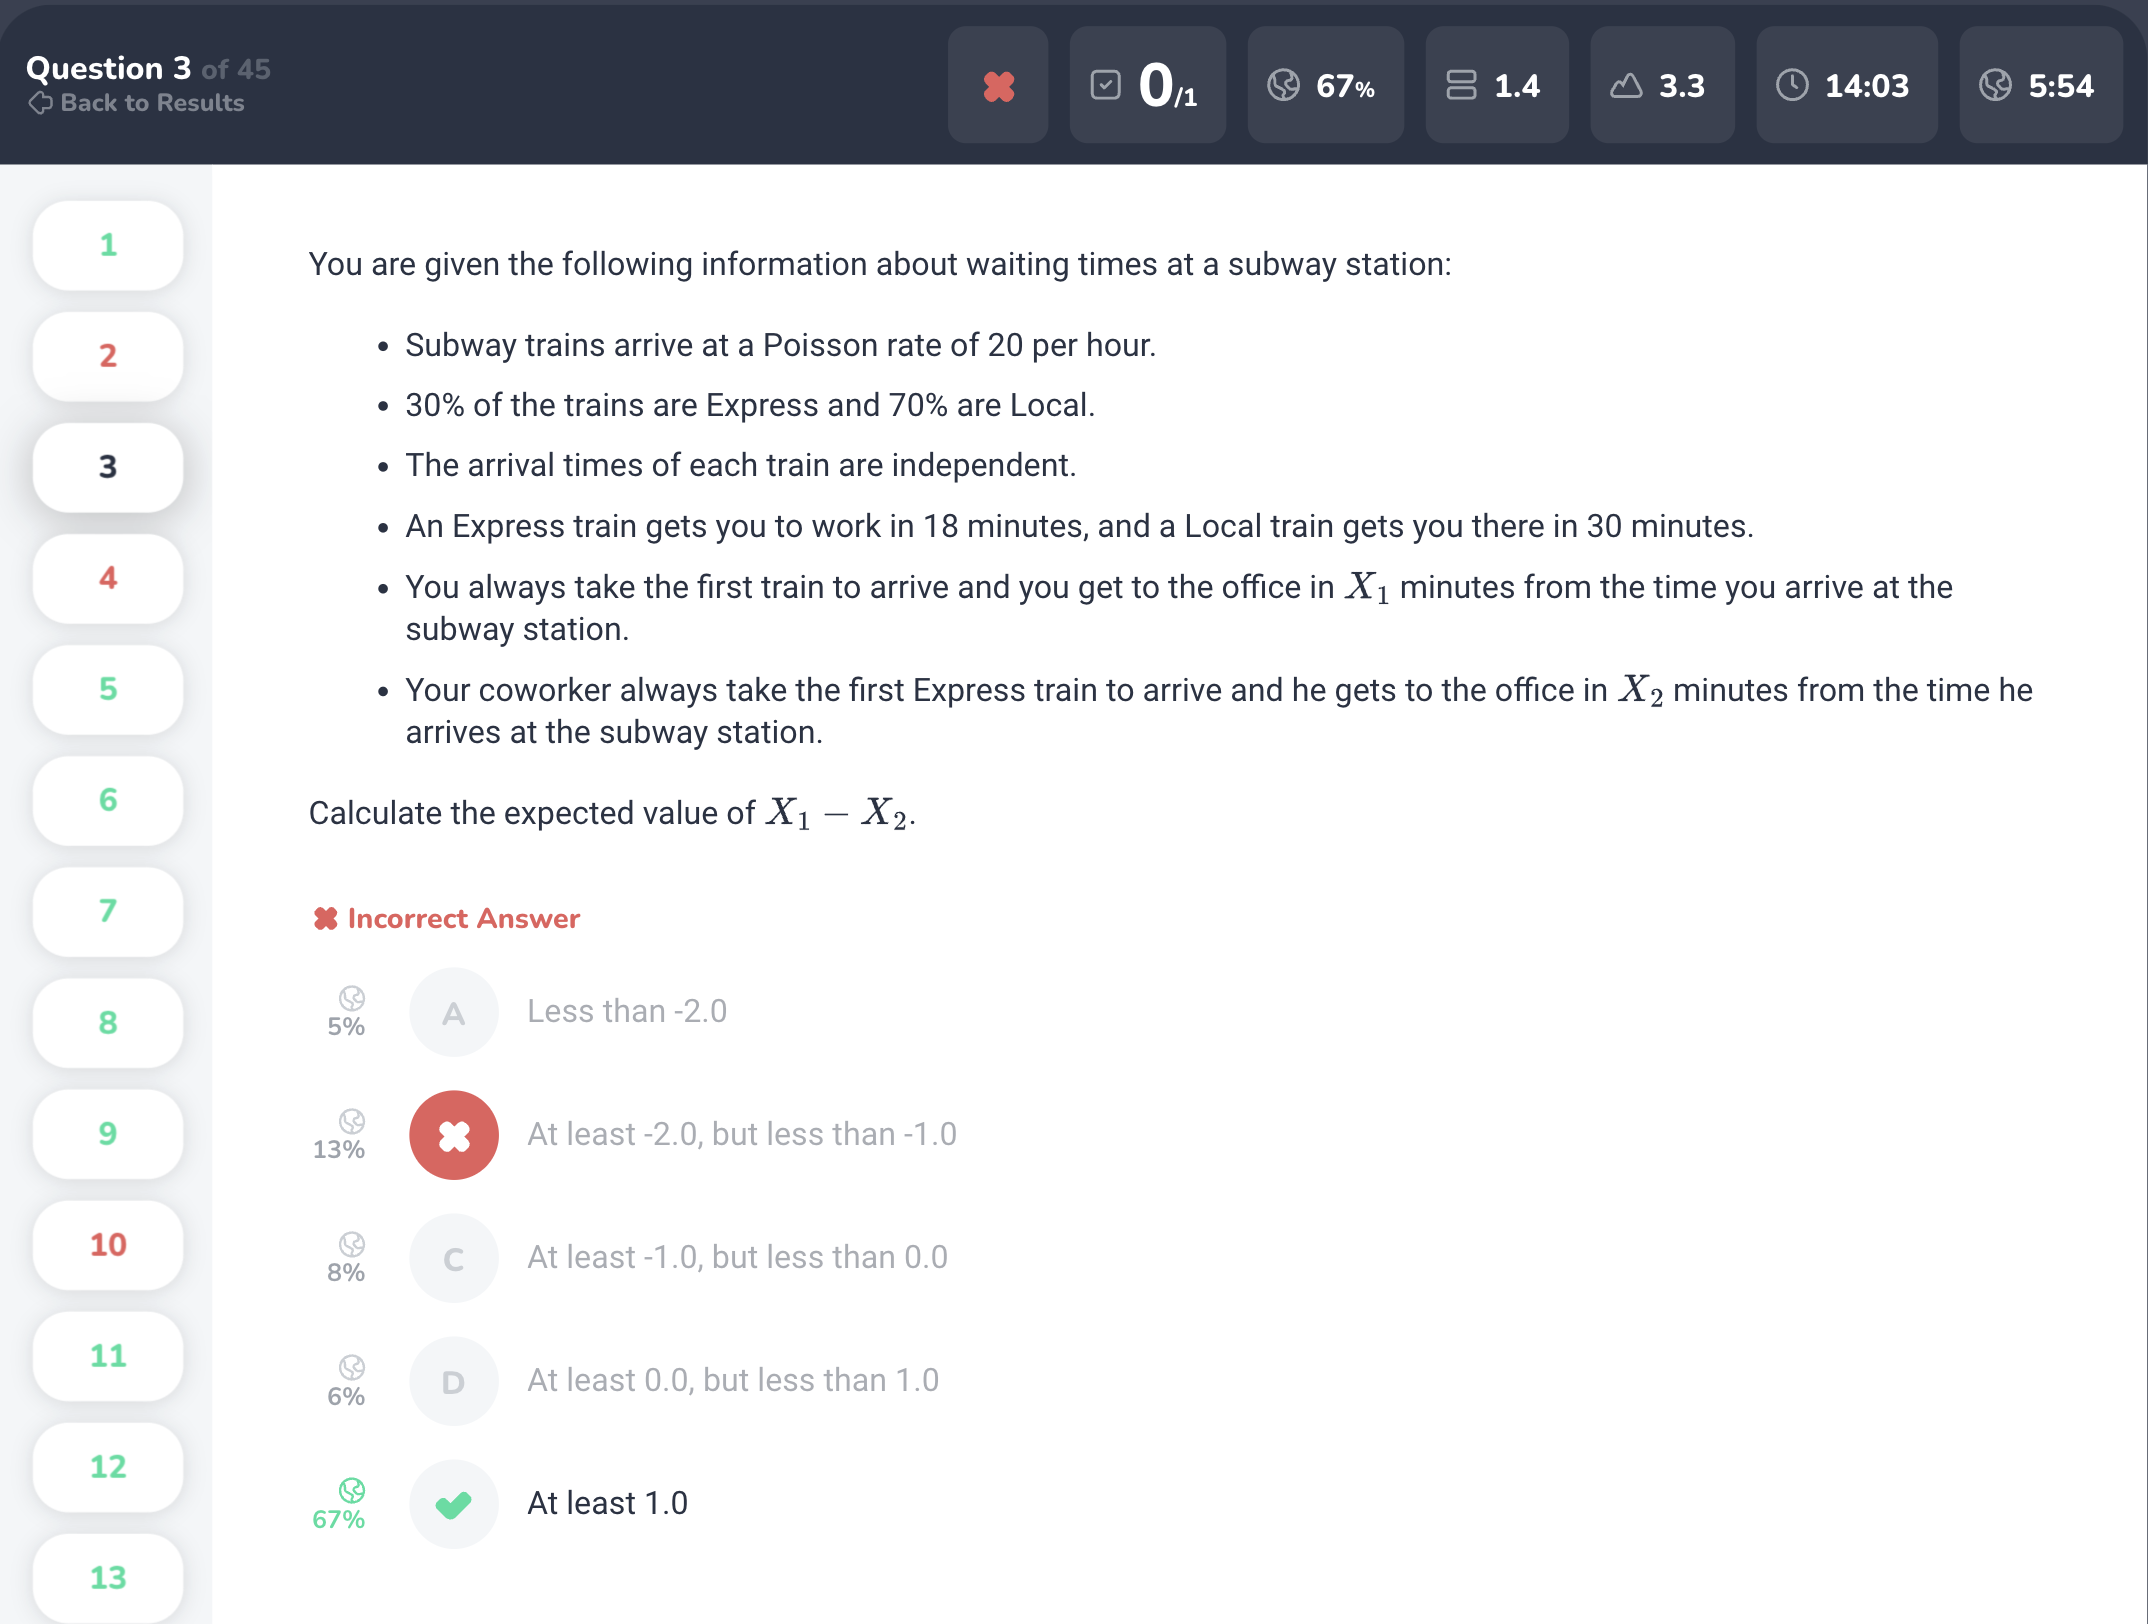 Question 3 of 45
Back to Results
0/1
67%
1.4
3.3
14:03
5:54
1
2
3
4
5
6
7
8
9
10
11
12
13
You are given the following information about waiting times at a subway station:
• Subway trains arrive at a Poisson rate of 20 per hour.
• 30% of the trains are Express and 70% are Local.
• The arrival times of each train are independent.
• An Express train gets you to work in 18 minutes, and a Local train gets you there in 30 minutes.
• You always take the first train to arrive and you get to the office in X₁ minutes from the time you arrive at the
subway station.
• Your coworker always take the first Express train to arrive and he gets to the office in X₂ minutes from the time he
arrives at the subway station.
Calculate the expected value of X₁ − X₂.
Incorrect Answer
5% A Less than -2.0
13% At least -2.0, but less than -1.0
8% C At least -1.0, but less than 0.0
6% D At least 0.0, but less than 1.0
67% At least 1.0